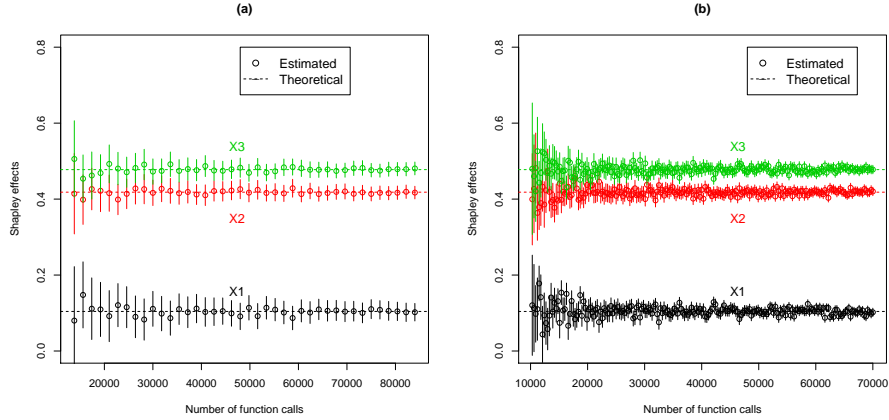 (a)
Shapley effects
0.8
0.6
0.4
0.2
0.0
Estimated
Theoretical
X3
X2
X1
20000 30000 40000 50000 60000 70000 80000
Number of function calls
(b)
Shapley effects
0.8
0.6
0.4
0.2
0.0
Estimated
Theoretical
X3
X2
X1
10000 20000 30000 40000 50000 60000 70000
Number of function calls